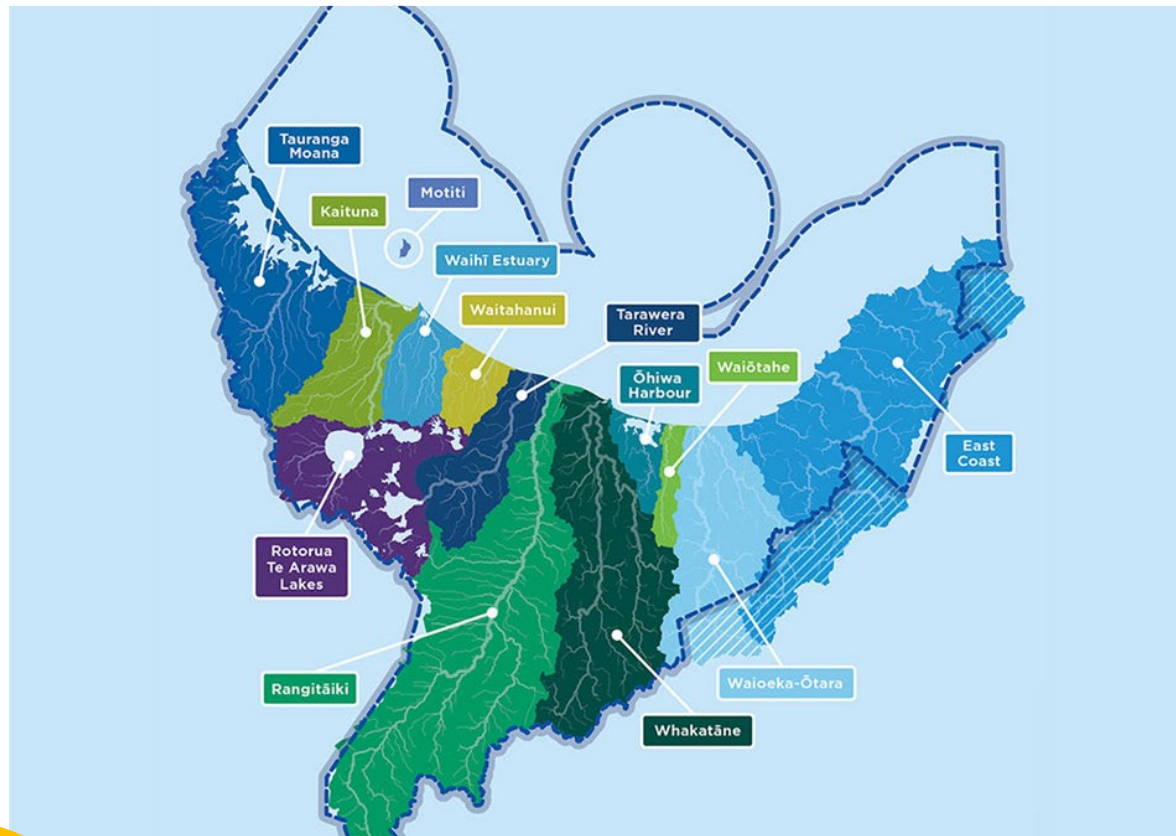 Tauranga
Moana
Motiti
Kaituna
Waihī Estuary
Waitahanui
Tarawera
River
Ōhiwa
Harbour
Waiōtahe
East
Coast
Rotorua
Te Arawa
Lakes
Rangitāiki
Waioeka-Ōtara
Whakatāne